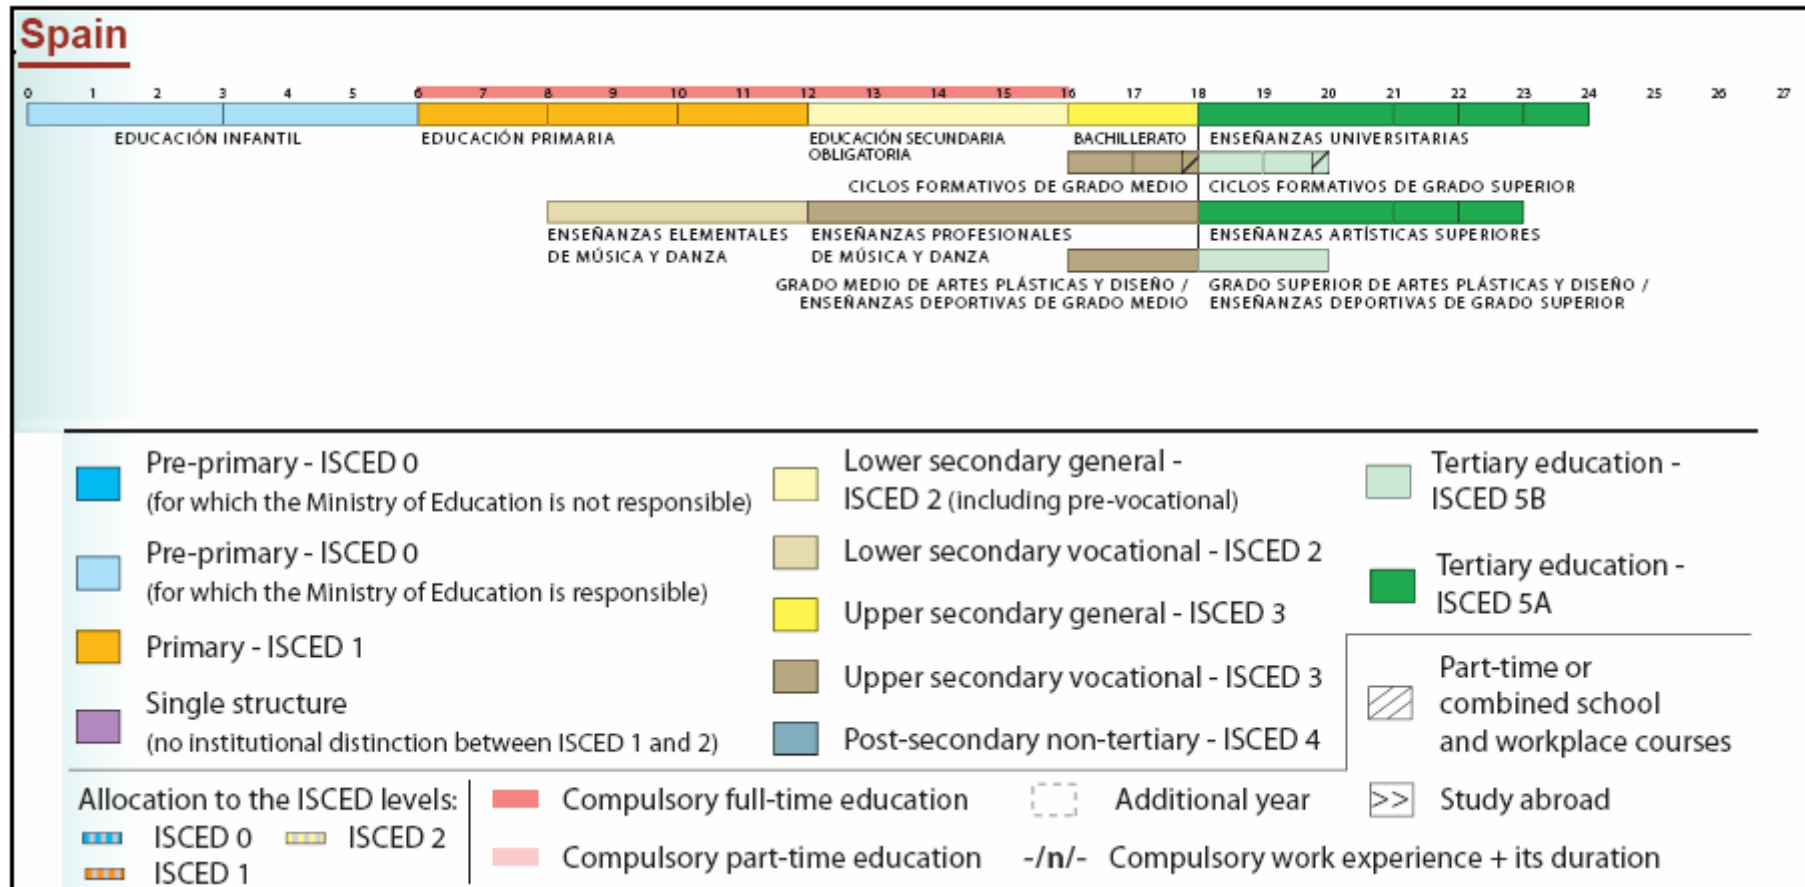 Spain
0 1 2 3 4 5 6 7 8 9 10 11 12 13 14 15 16 17 18 19 20 21 22 23 24 25 26 27
EDUCACIÓN INFANTIL
EDUCACIÓN PRIMARIA
EDUCACIÓN SECUNDARIA
OBLIGATORIA
BACHILLERATO
ENSEÑANZAS UNIVERSITARIAS
CICLOS FORMATIVOS DE GRADO MEDIO
CICLOS FORMATIVOS DE GRADO SUPERIOR
ENSEÑANZAS ELEMENTALES
DE MÚSICA Y DANZA
ENSEÑANZAS PROFESIONALES
DE MÚSICA Y DANZA
ENSEÑANZAS ARTÍSTICAS SUPERIORES
GRADO MEDIO DE ARTES PLÁSTICAS Y DISEÑO /
ENSEÑANZAS DEPORTIVAS DE GRADO MEDIO
GRADO SUPERIOR DE ARTES PLÁSTICAS Y DISEÑO /
ENSEÑANZAS DEPORTIVAS DE GRADO SUPERIOR
Pre-primary - ISCED 0
(for which the Ministry of Education is not responsible)
Pre-primary - ISCED 0
(for which the Ministry of Education is responsible)
Primary - ISCED 1
Single structure
(no institutional distinction between ISCED 1 and 2)
Lower secondary general -
ISCED 2 (including pre-vocational)
Lower secondary vocational - ISCED 2
Upper secondary general - ISCED 3
Upper secondary vocational - ISCED 3
Post-secondary non-tertiary - ISCED 4
Tertiary education -
ISCED 5B
Tertiary education -
ISCED 5A
Part-time or
combined school
and workplace courses
Allocation to the ISCED levels:
ISCED 0
ISCED 2
ISCED 1
Compulsory full-time education
Compulsory part-time education
Additional year
-/n/- Compulsory work experience + its duration
>> Study abroad